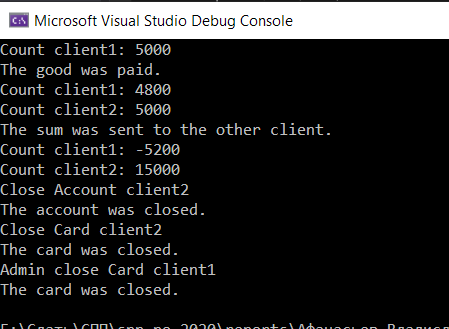 Microsoft Visual Studio Debug Console
Count client1: 5000
The good was paid.
Count client1: 4800
Count client2: 5000
The sum was sent to the other client.
Count client1: -5200
Count client2: 15000
Close Account client2
The account was closed.
Close Card client2
The card was closed.
Admin close Card client1
The card was closed.